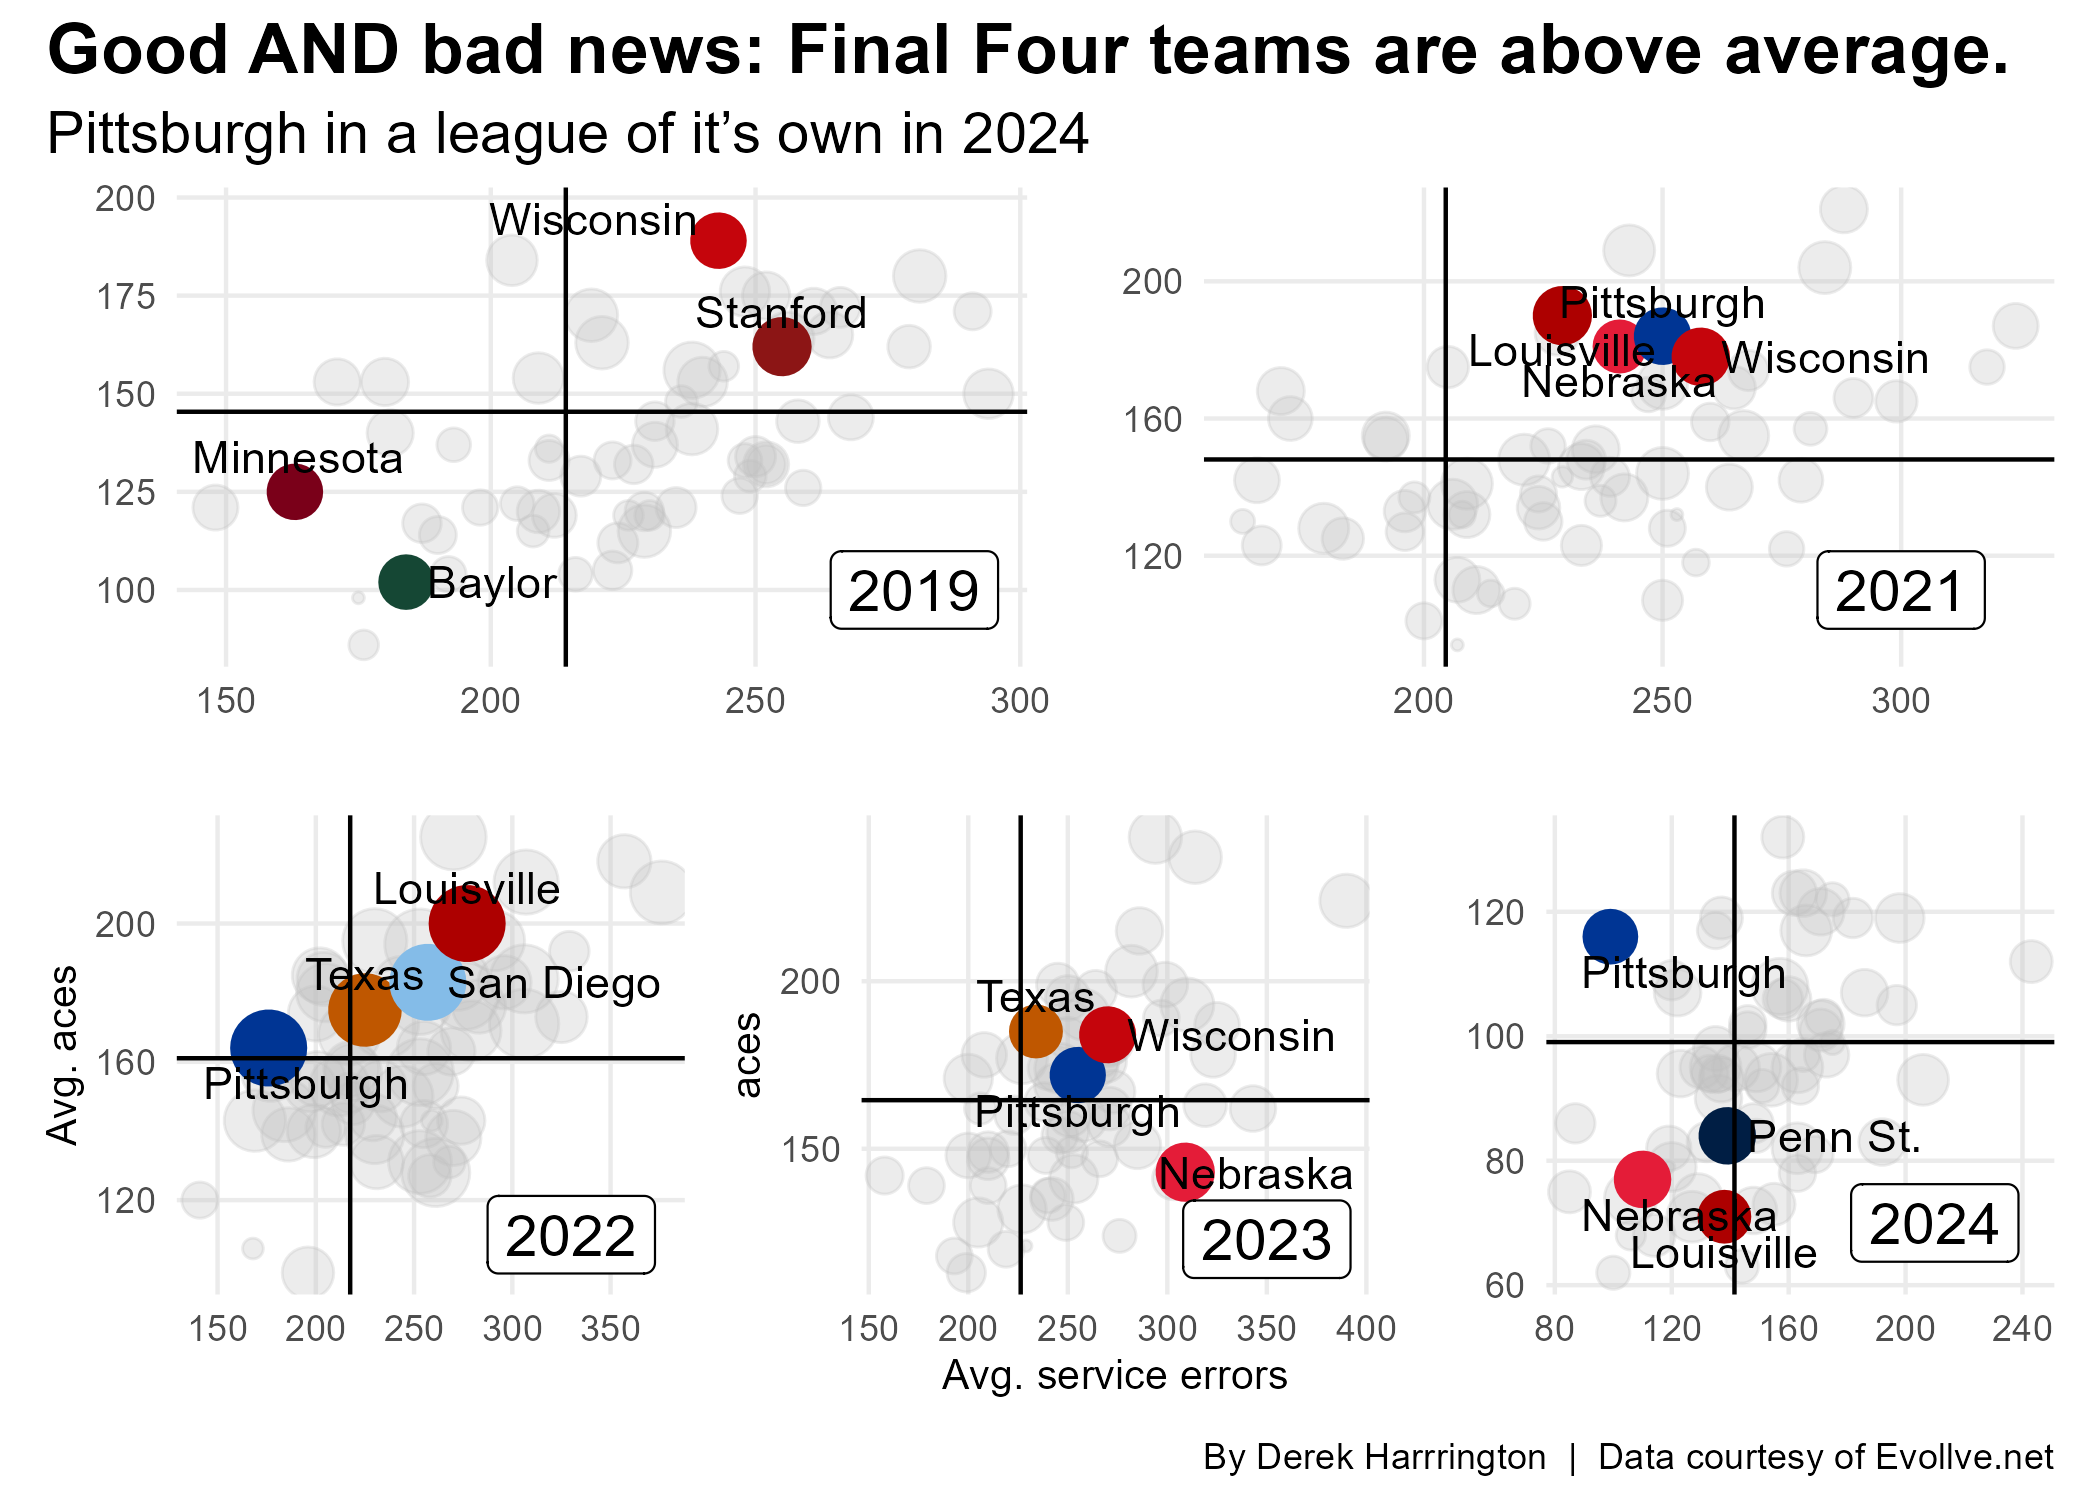 Good AND bad news: Final Four teams are above average.
Pittsburgh in a league of it’s own in 2024
200
175
150
125
100
Wisconsin
Stanford
Minnesota
Baylor
2019
150 200 250 300
200
160
120
Pittsburgh
Louisville
Wisconsin
Nebraska
2021
200 250 300
Avg. aces
200
160
120
Louisville
Texas
San Diego
Pittsburgh
2022
150 200 250 300 350
aces
200
150
Texas
Wisconsin
Pittsburgh
Nebraska
2023
150 200 250 300 350 400
Avg. service errors
120
100
80
60
Pittsburgh
Penn St.
Nebraska
Louisville
2024
80 120 160 200 240
By Derek Harrrington | Data courtesy of Evollve.net